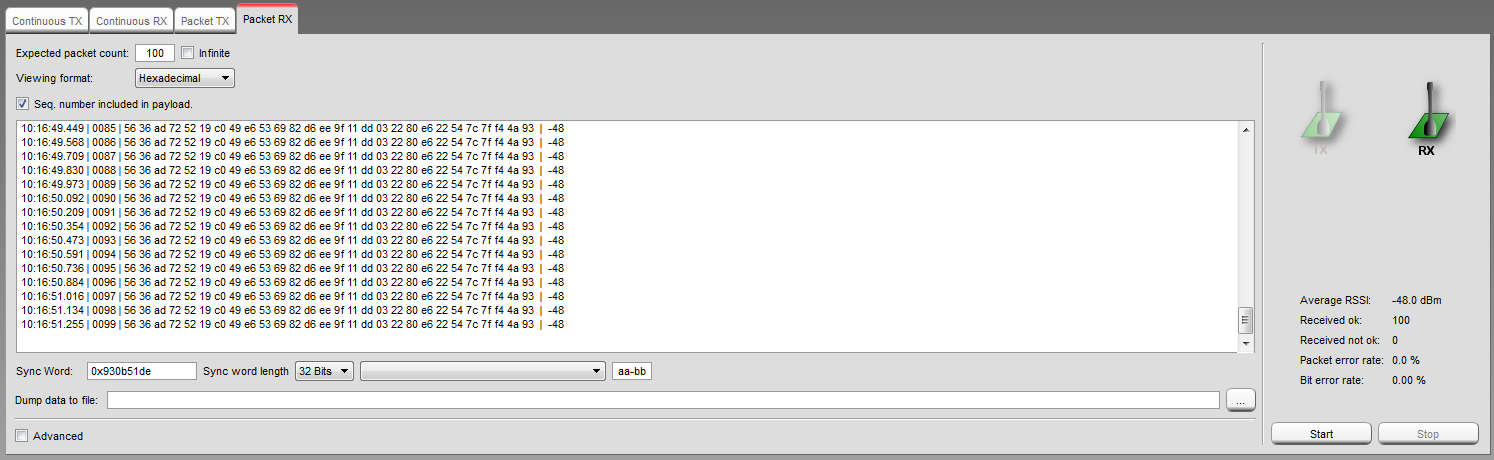 Continuous TX Continuous RX Packet TX Packet RX
Expected packet count: 100 Infinite
Viewing format: Hexadecimal
Seq. number included in payload.
10:16:49.449 | 0085 | 56 36 ad 72 52 19 c0 49 e6 53 69 82 d6 ee 9f 11 dd 03 22 80 e6 22 54 7c 7f f4 4a 93 | -48
10:16:49.568 | 0086 | 56 36 ad 72 52 19 c0 49 e6 53 69 82 d6 ee 9f 11 dd 03 22 80 e6 22 54 7c 7f f4 4a 93 | -48
10:16:49.709 | 0087 | 56 36 ad 72 52 19 c0 49 e6 53 69 82 d6 ee 9f 11 dd 03 22 80 e6 22 54 7c 7f f4 4a 93 | -48
10:16:49.830 | 0088 | 56 36 ad 72 52 19 c0 49 e6 53 69 82 d6 ee 9f 11 dd 03 22 80 e6 22 54 7c 7f f4 4a 93 | -48
10:16:49.973 | 0089 | 56 36 ad 72 52 19 c0 49 e6 53 69 82 d6 ee 9f 11 dd 03 22 80 e6 22 54 7c 7f f4 4a 93 | -48
10:16:50.092 | 0090 | 56 36 ad 72 52 19 c0 49 e6 53 69 82 d6 ee 9f 11 dd 03 22 80 e6 22 54 7c 7f f4 4a 93 | -48
10:16:50.209 | 0091 | 56 36 ad 72 52 19 c0 49 e6 53 69 82 d6 ee 9f 11 dd 03 22 80 e6 22 54 7c 7f f4 4a 93 | -48
10:16:50.354 | 0092 | 56 36 ad 72 52 19 c0 49 e6 53 69 82 d6 ee 9f 11 dd 03 22 80 e6 22 54 7c 7f f4 4a 93 | -48
10:16:50.473 | 0093 | 56 36 ad 72 52 19 c0 49 e6 53 69 82 d6 ee 9f 11 dd 03 22 80 e6 22 54 7c 7f f4 4a 93 | -48
10:16:50.591 | 0094 | 56 36 ad 72 52 19 c0 49 e6 53 69 82 d6 ee 9f 11 dd 03 22 80 e6 22 54 7c 7f f4 4a 93 | -48
10:16:50.736 | 0095 | 56 36 ad 72 52 19 c0 49 e6 53 69 82 d6 ee 9f 11 dd 03 22 80 e6 22 54 7c 7f f4 4a 93 | -48
10:16:50.884 | 0096 | 56 36 ad 72 52 19 c0 49 e6 53 69 82 d6 ee 9f 11 dd 03 22 80 e6 22 54 7c 7f f4 4a 93 | -48
10:16:51.016 | 0097 | 56 36 ad 72 52 19 c0 49 e6 53 69 82 d6 ee 9f 11 dd 03 22 80 e6 22 54 7c 7f f4 4a 93 | -48
10:16:51.134 | 0098 | 56 36 ad 72 52 19 c0 49 e6 53 69 82 d6 ee 9f 11 dd 03 22 80 e6 22 54 7c 7f f4 4a 93 | -48
10:16:51.255 | 0099 | 56 36 ad 72 52 19 c0 49 e6 53 69 82 d6 ee 9f 11 dd 03 22 80 e6 22 54 7c 7f f4 4a 93 | -48
Sync Word: 0x930b51de Sync word length 32 Bits aa-bb
Dump data to file: ...
Advanced
TX RX
Average RSSI: -48.0 dBm
Received ok: 100
Received not ok: 0
Packet error rate: 0.0 %
Bit error rate: 0.00 %
Start Stop